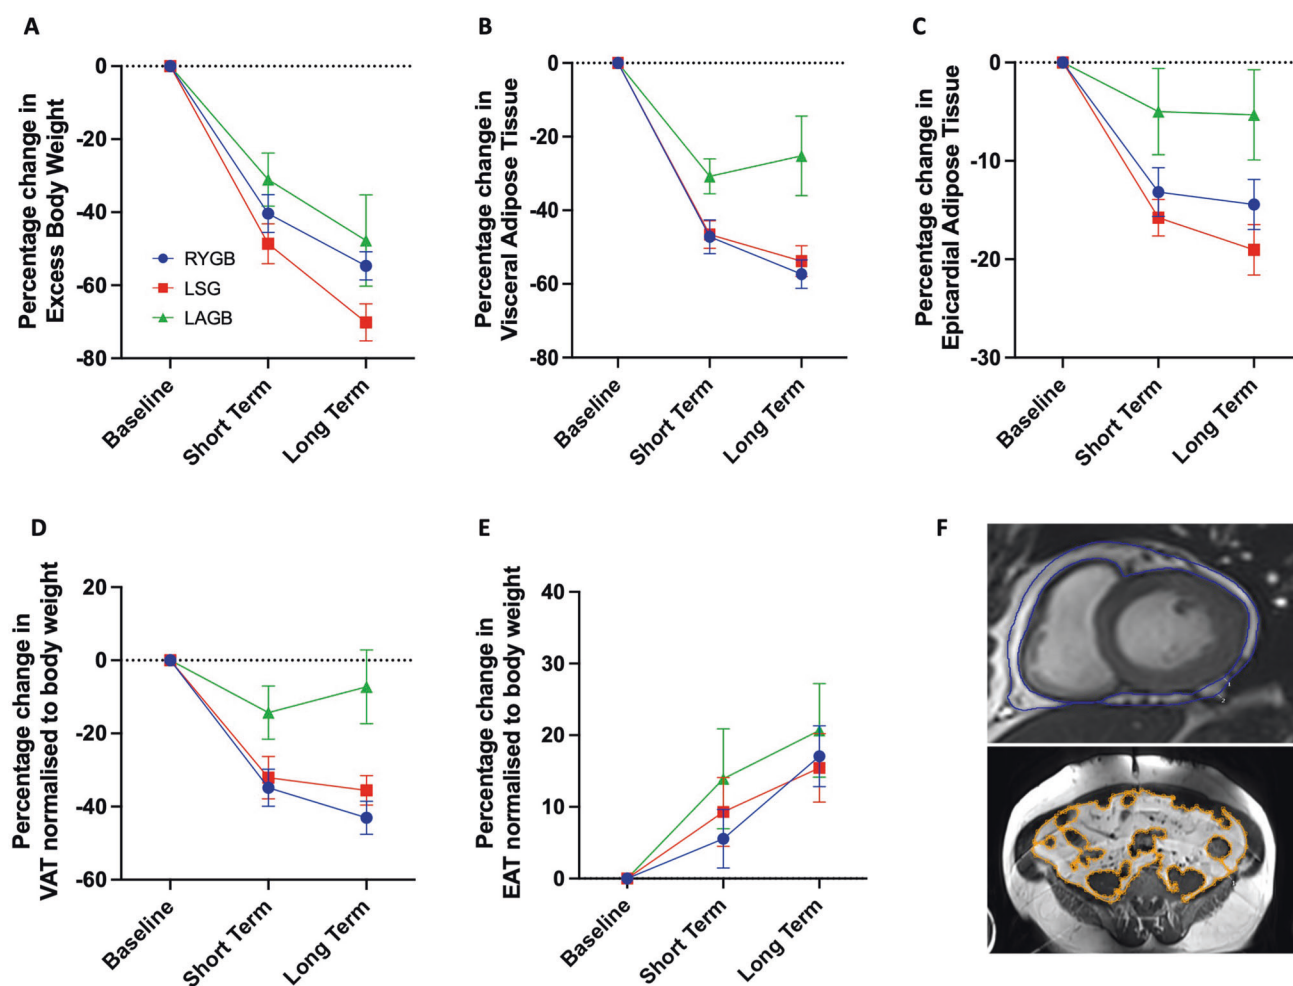 A
Percentage change in
Excess Body Weight
0
-20
-40
-60
-80
RYGB
LSG
LAGB
Baseline
Short Term
Long Term
B
Percentage change in
Visceral Adipose Tissue
0
-20
-40
-60
-80
Baseline
Short Term
Long Term
C
Percentage change in
Epicardial Adipose Tissue
0
-10
-20
-30
Baseline
Short Term
Long Term
D
Percentage change in
VAT normalised to body weight
20
0
-20
-40
-60
Baseline
Short Term
Long Term
E
Percentage change in
EAT normalised to body weight
40
30
20
10
0
Baseline
Short Term
Long Term
F